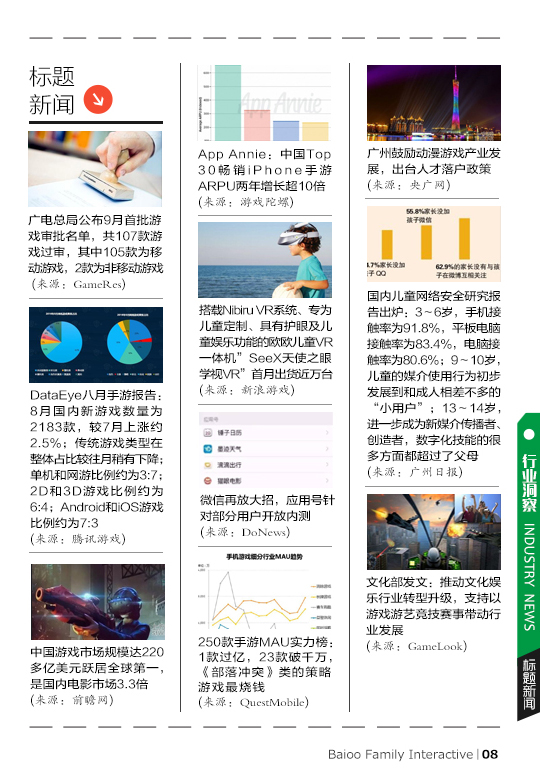 标题
新闻
广电总局公布9月首批游
戏审批名单，共107款游
戏过审，其中105款为移
动游戏，2款为非移动游戏
(来源：GameRes)
DataEye八月手游报告：
8月国内新游戏数量为
2183款，较7月上涨约
2.5%；传统游戏类型在
整体占比较往月稍有下降；
单机和网游比例约为3:7；
2D和3D游戏比例约为
6:4；Android和iOS游戏
比例约为7:3
(来源：腾讯游戏)
中国游戏市场规模达220
多亿美元跃居全球第一，
是国内电影市场3.3倍
(来源：前瞻网)
App Annie
App Annie：中国Top
30畅销iPhone手游
ARPU两年增长超10倍
(来源：游戏陀螺)
搭载Nibiru VR系统、专为
儿童定制、具有护眼及儿
童娱乐功能的欧欧儿童VR
一体机”SeeX天使之眼
学视VR”首月出货近万台
(来源：新浪游戏)
锤子日历
墨迹天气
滴滴出行
猫眼电影
微信再放大招，应用号针
对部分用户开放内测
(来源：DoNews)
手机游戏细分行业MAU趋势
250款手游MAU实力榜：
1款过亿，23款破千万，
《部落冲突》类的策略
游戏最烧钱
(来源：QuestMobile)
广州鼓励动漫游戏产业发
展，出台人才落户政策
(来源：央广网)
55.8%家长没加
孩子微信
4.7%家长没加
孩子QQ
62.9%的家长没有与孩
子在微博互相关注
国内儿童网络安全研究报
告出炉：3～6岁，手机接
触率为91.8%，平板电脑
接触率为83.4%，电脑接
触率为80.6%；9～10岁，
儿童的媒介使用行为初步
发展到和成人相差不多的
“小用户”；13～14岁，
进一步成为新媒介传播者、
创造者，数字化技能的很
多方面都超过了父母
(来源：广州日报)
文化部发文：推动文化娱
乐行业转型升级，支持以
游戏游艺竞技赛事带动行
业发展
(来源：GameLook)
行业洞察 INDUSTRY NEWS
标题新闻
Baioo Family Interactive|08